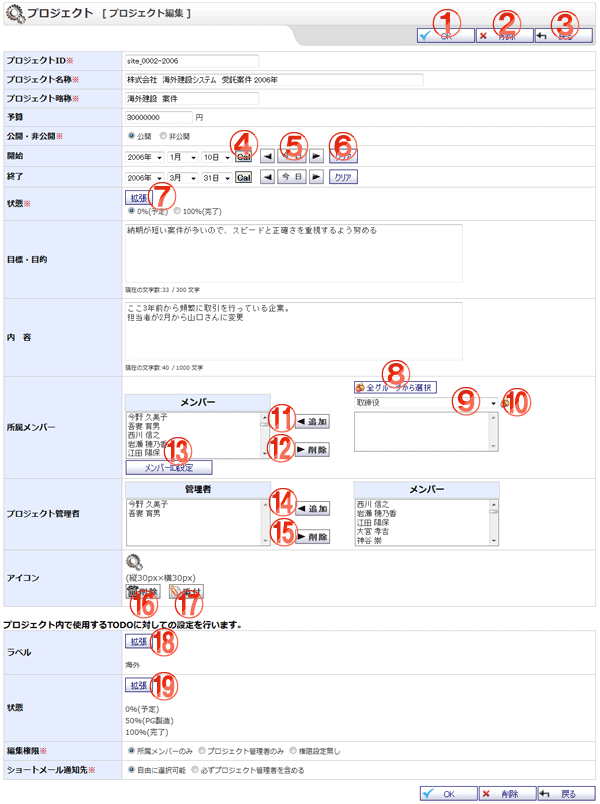 プロジェクト [ プロジェクト編集 ]
① ② ③
OK 削除 戻る
プロジェクトID※ site_0002-2006
プロジェクト名称※ 株式会社 海外建設システム 受託案件 2006年
プロジェクト略称※ 海外建設 案件
予算 30000000 円
公開・非公開※ 公開 非公開
④ ⑤ ⑥
開始 2006年 1月 10日 Cal ◀ 今日 ▶ クリア
終了 2006年 3月 31日 Cal ◀ 今日 ▶ クリア
状態※ 拡張 ⑦
0%(予定) 100%(完了)
目標・目的 納期が短い案件が多いので、スピードと正確さを重視するよう努める
現在の文字数:33 / 300 文字
内 容 ここ3年前から頻繁に取引を行っている企業。
担当者が2月から山口さんに変更
現在の文字数:40 / 1000 文字
所属メンバー
⑧
全グループから選択
メンバー 取締役 ⑨ ⑩
今野 久美子
吾妻 育男
西川 信之
岩瀬 穂乃香
江田 陽保
⑪ ◀ 追加
⑫ ▶ 削除
⑬
メンバーID設定
プロジェクト管理者
管理者 メンバー
今野 久美子
吾妻 育男
⑭ ◀ 追加
⑮ ▶ 削除
西川 信之
岩瀬 穂乃香
江田 陽保
大宮 孝吉
神谷 崇
アイコン
(縦30px×横30px)
削除 添付
⑯ ⑰
プロジェクト内で使用するTODOに対しての設定を行います。
ラベル 拡張 ⑱
海外
状態 拡張 ⑲
0%(予定)
50%(PG製造)
100%(完了)
編集権限※ 所属メンバーのみ プロジェクト管理者のみ 権限設定無し
ショートメール通知先※ 自由に選択可能 必ずプロジェクト管理者を含める
OK 削除 戻る